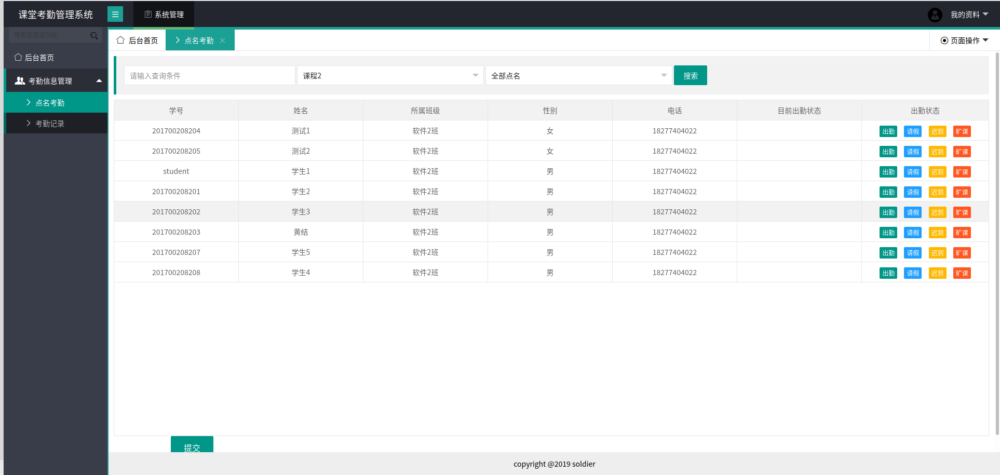 课堂考勤管理系统 系统管理 我的资料
搜索页面或功能 后台首页 点名考勤 页面操作
后台首页
考勤信息管理
点名考勤
考勤记录
请输入查询条件 课程2 全部点名 搜索
学号 姓名 所属班级 性别 电话 目前出勤状态 出勤状态
201700208204 测试1 软件2班 女 18277404022 出勤 请假 迟到 旷课
201700208205 测试2 软件2班 女 18277404022 出勤 请假 迟到 旷课
student 学生1 软件2班 男 18277404022 出勤 请假 迟到 旷课
201700208201 学生2 软件2班 男 18277404022 出勤 请假 迟到 旷课
201700208202 学生3 软件2班 男 18277404022 出勤 请假 迟到 旷课
201700208203 黄结 软件2班 男 18277404022 出勤 请假 迟到 旷课
201700208207 学生5 软件2班 男 18277404022 出勤 请假 迟到 旷课
201700208208 学生4 软件2班 男 18277404022 出勤 请假 迟到 旷课
提交
copyright @2019 soldier